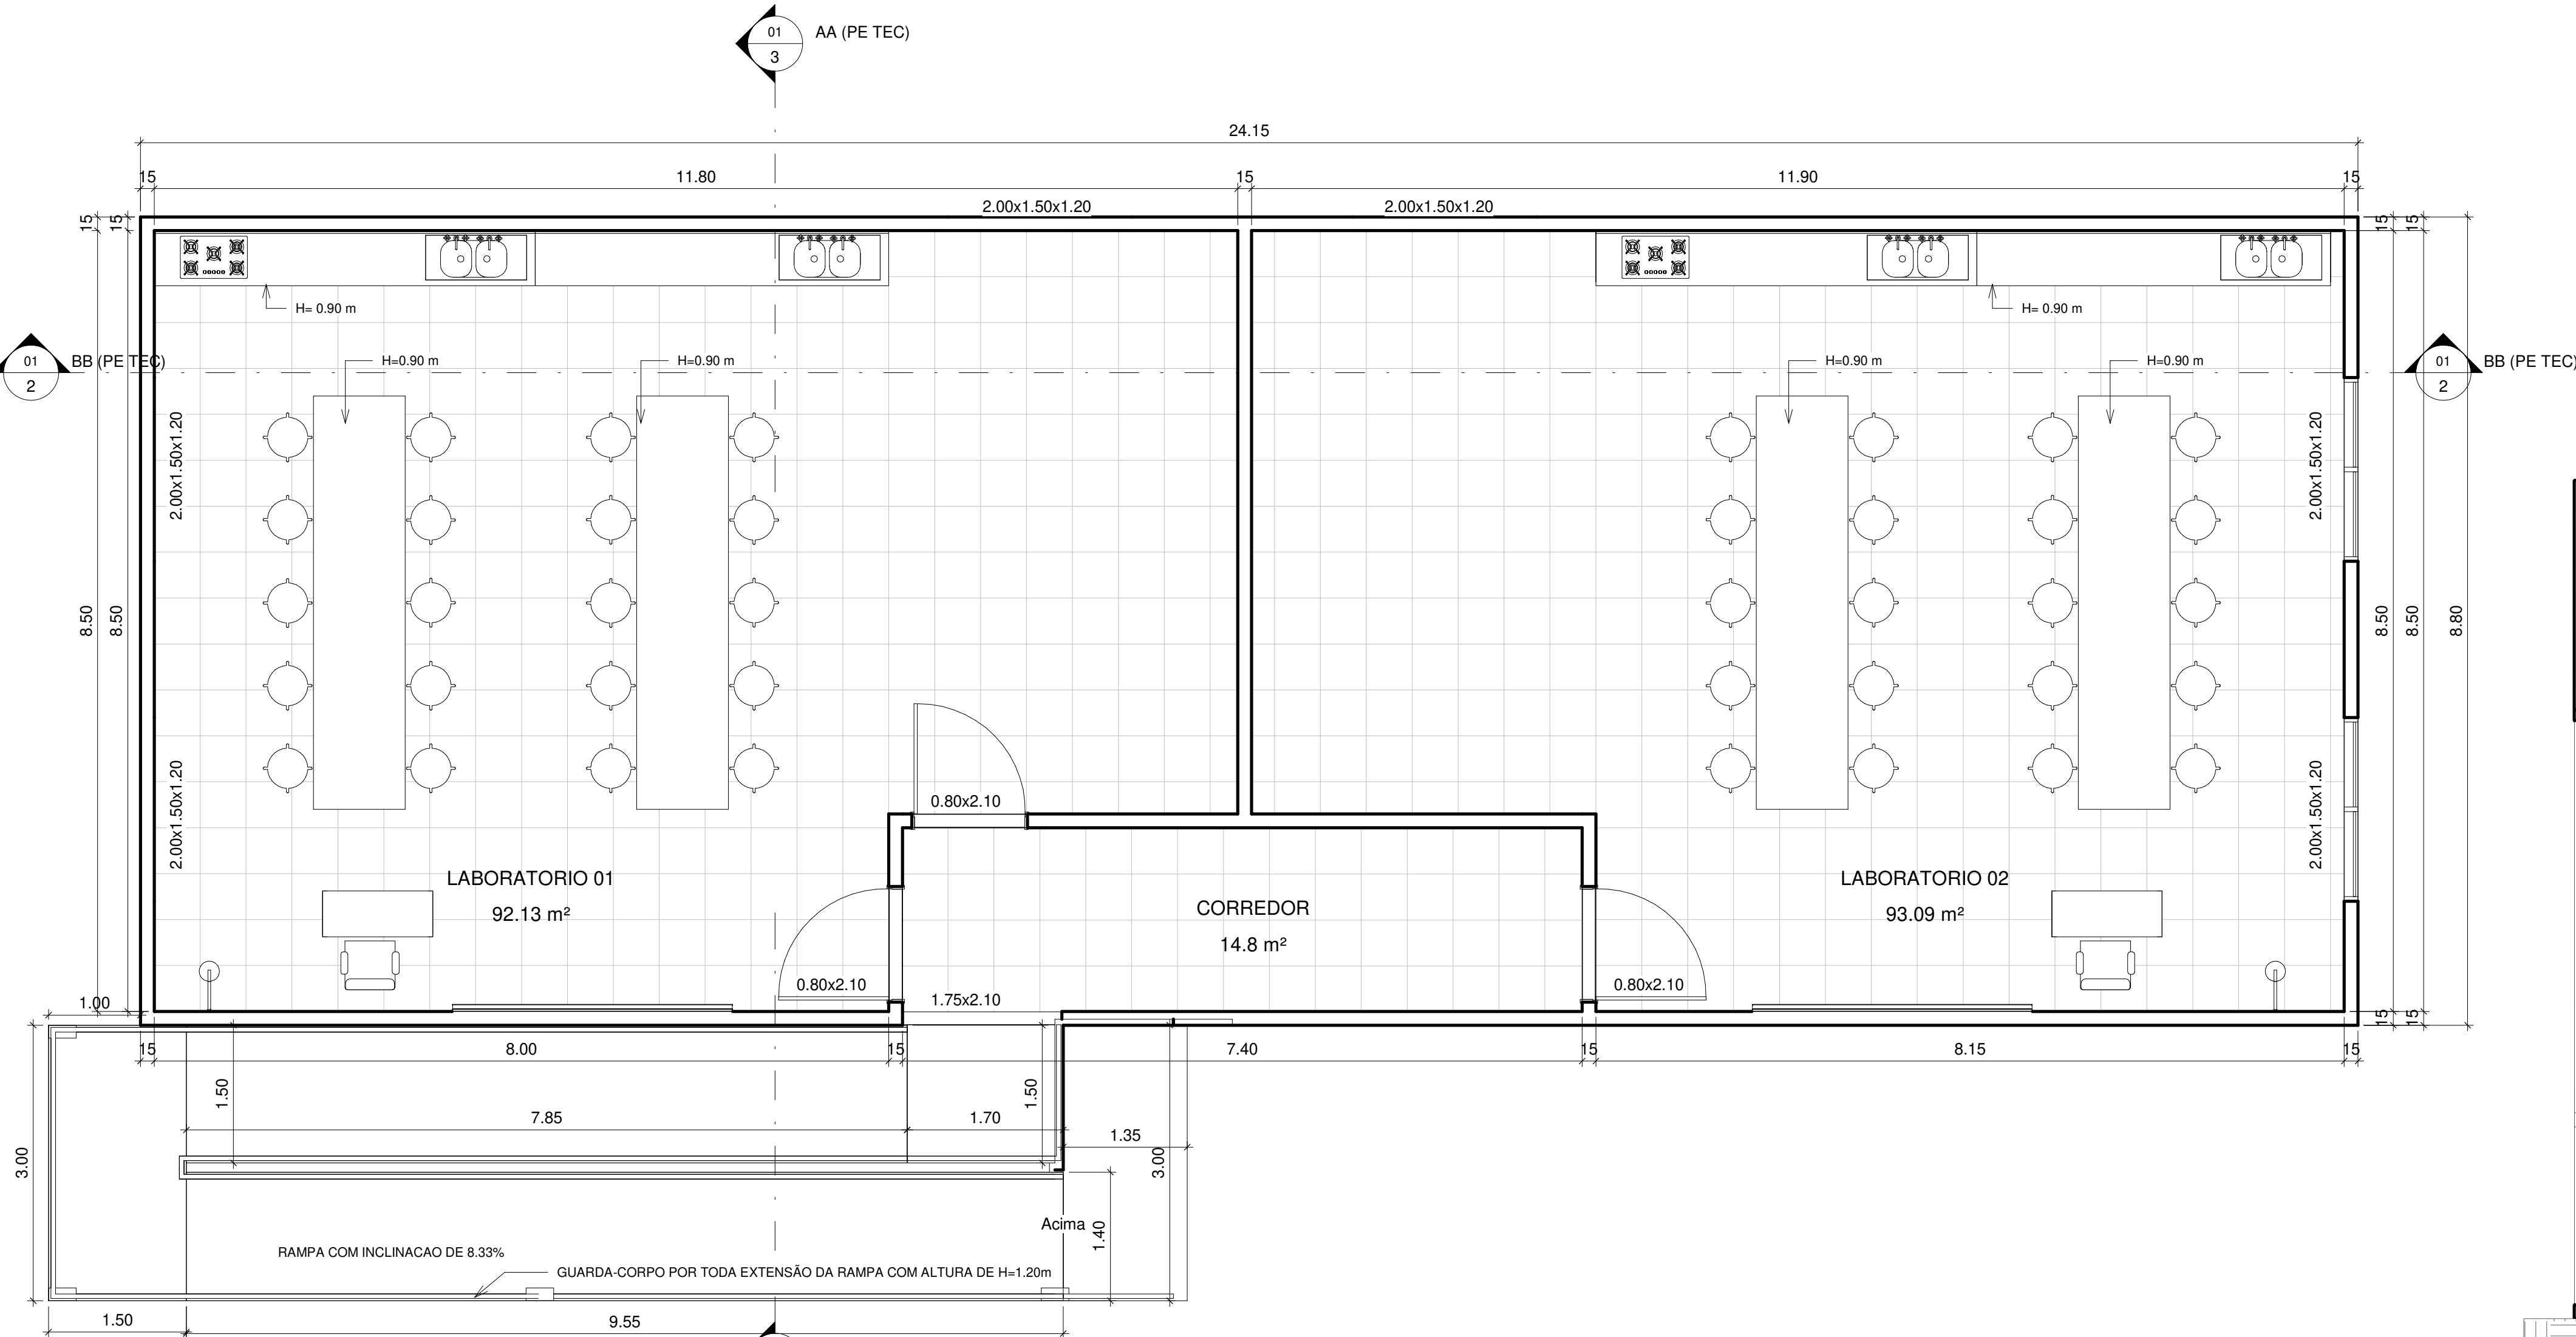 01
3
AA (PE TEC)
24.15
15
11.80
15
11.90
15
2.00x1.50x1.20
2.00x1.50x1.20
15
15
15
15
H= 0.90 m
H= 0.90 m
01
2
BB (PE TEC)
H=0.90 m
H=0.90 m
H=0.90 m
H=0.90 m
01
2
BB (PE TEC)
2.00x1.50x1.20
2.00x1.50x1.20
8.50
8.50
8.50
8.50
8.80
2.00x1.50x1.20
2.00x1.50x1.20
0.80x2.10
LABORATORIO 01
92.13 m²
CORREDOR
14.8 m²
LABORATORIO 02
93.09 m²
0.80x2.10
0.80x2.10
1.75x2.10
1.00
15
15
15
8.00
15
7.40
15
8.15
15
1.50
1.50
7.85
1.70
1.35
3.00
3.00
Acima
1.40
RAMPA COM INCLINACAO DE 8.33%
GUARDA-CORPO POR TODA EXTENSÃO DA RAMPA COM ALTURA DE H=1.20m
1.50
9.55